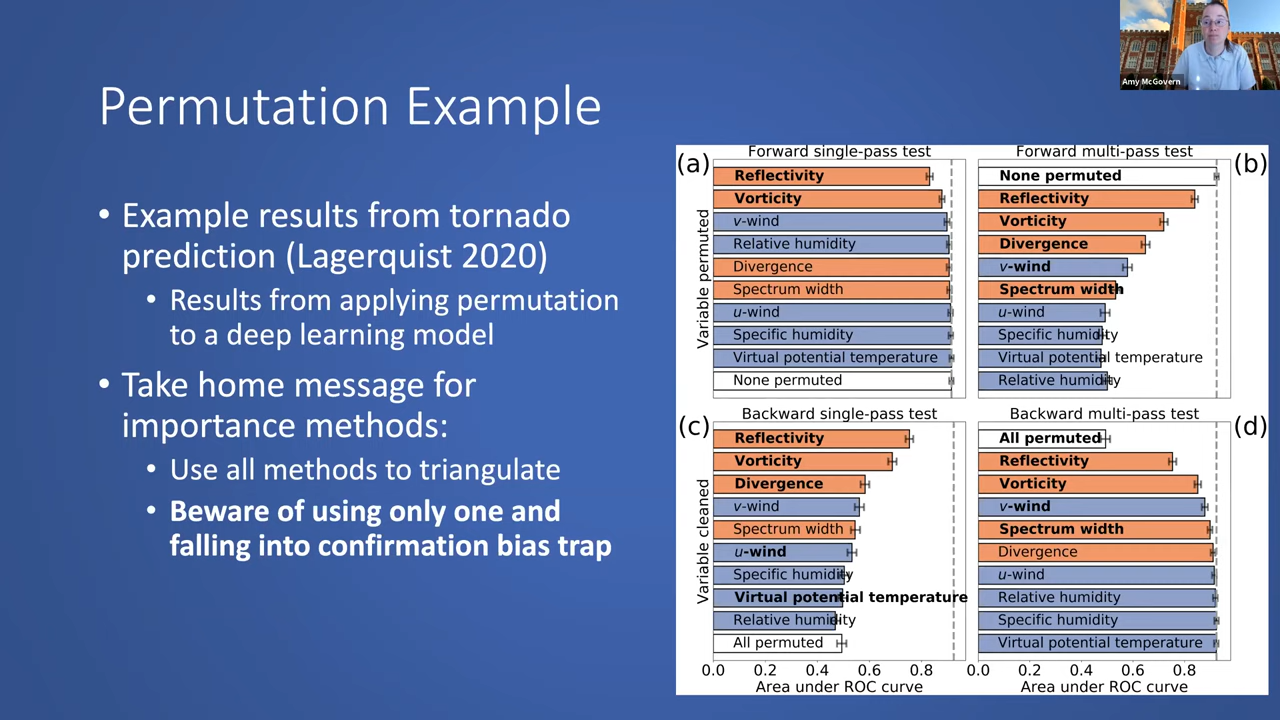 Amy McGovern
Permutation Example
• Example results from tornado
prediction (Lagerquist 2020)
• Results from applying permutation
to a deep learning model
• Take home message for
importance methods:
• Use all methods to triangulate
• Beware of using only one and
falling into confirmation bias trap
(a)
Forward single-pass test
Variable permuted
Reflectivity
Vorticity
v-wind
Relative humidity
Divergence
Spectrum width
u-wind
Specific humidity
Virtual potential temperature
None permuted
Forward multi-pass test
(b)
None permuted
Reflectivity
Vorticity
Divergence
v-wind
Spectrum width
u-wind
Specific humidity
Virtual potential temperature
Relative humidity
(c)
Backward single-pass test
Variable cleaned
Reflectivity
Vorticity
Divergence
v-wind
Spectrum width
u-wind
Specific humidity
Virtual potential temperature
Relative humidity
All permuted
0.0 0.2 0.4 0.6 0.8
Area under ROC curve
Backward multi-pass test
(d)
All permuted
Reflectivity
Vorticity
v-wind
Spectrum width
Divergence
u-wind
Relative humidity
Specific humidity
Virtual potential temperature
0.0 0.2 0.4 0.6 0.8
Area under ROC curve